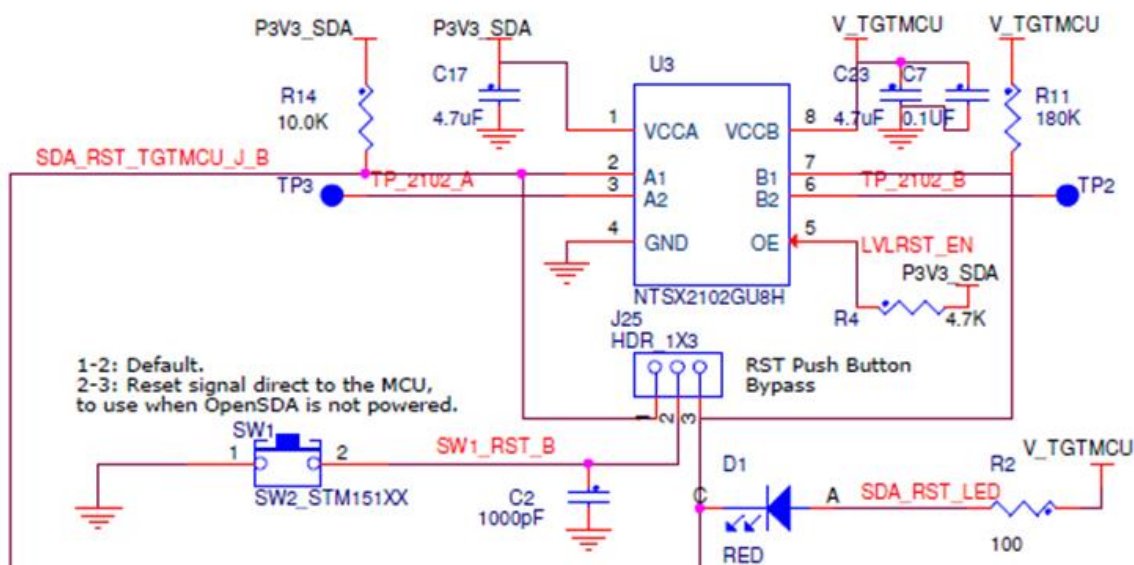 P3V3_SDA
P3V3_SDA
V_TGTMCU
V_TGTMCU
U3
C17
4.7uF
C23
4.7uF
C7
0.1UF
R14
10.0K
R11
180K
1
VCCA
VCCB
8
SDA_RST_TGTMCU_J_B
2
A1
B1
7
TP3
TP_2102_A
3
A2
B2
6
TP_2102_B
TP2
4
GND
OE
5
LVLRST_EN
P3V3_SDA
NTSX2102GU8H
R4
4.7K
J25
HDR_1X3
1-2: Default.
2-3: Reset signal direct to the MCU,
to use when OpenSDA is not powered.
RST Push Button
Bypass
1
2
3
SW1
1
2
SW1_RST_B
SW2_STM151XX
C2
1000pF
D1
C
A
RED
SDA_RST_LED
R2
100
V_TGTMCU